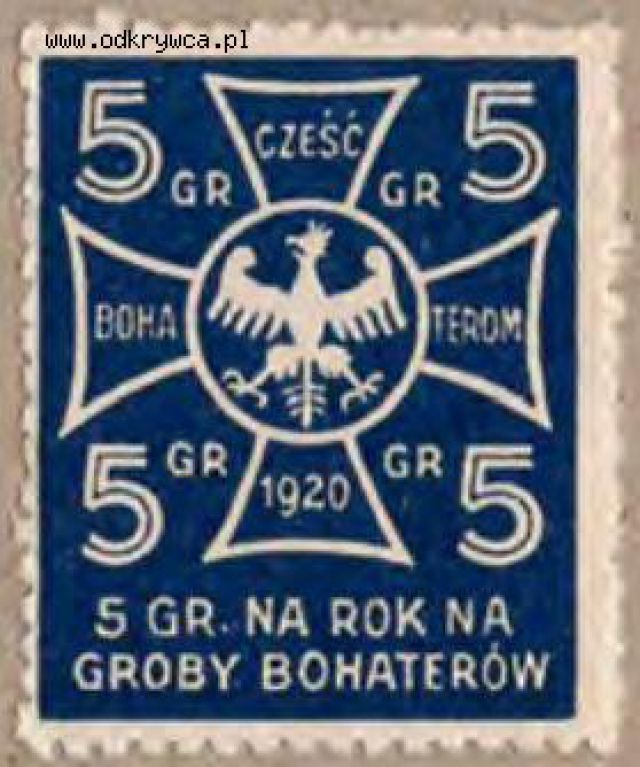 www.odkrywca.pl
5 5
CZEŚĆ
GR GR
BOHA TEROM
GR GR
5 5
1920
5 GR. NA ROK NA
GROBY BOHATERÓW